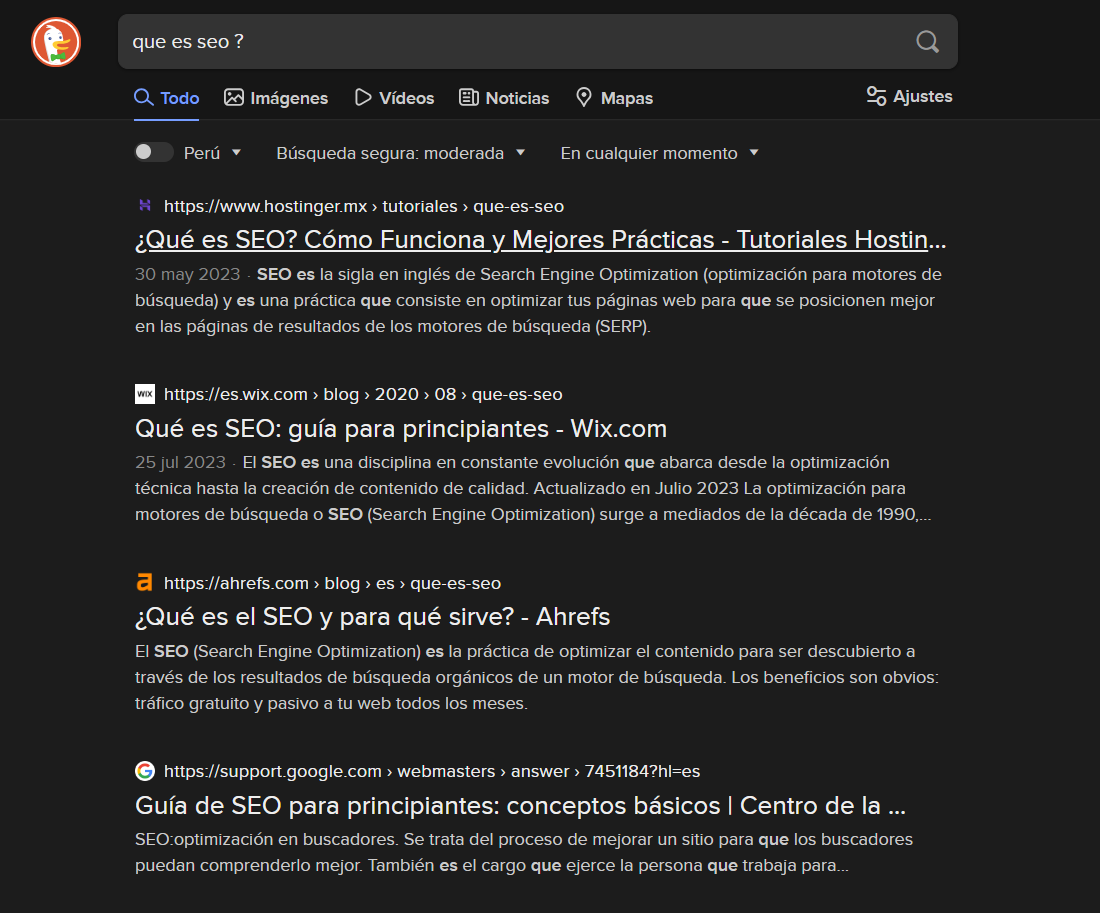 que es seo ?
Todo Imágenes Vídeos Noticias Mapas Ajustes
Perú Búsqueda segura: moderada En cualquier momento
https://www.hostinger.mx › tutoriales › que-es-seo
¿Qué es SEO? Cómo Funciona y Mejores Prácticas - Tutoriales Hostin...
30 may 2023 · SEO es la sigla en inglés de Search Engine Optimization (optimización para motores de
búsqueda) y es una práctica que consiste en optimizar tus páginas web para que se posicionen mejor
en las páginas de resultados de los motores de búsqueda (SERP).
WIX https://es.wix.com › blog › 2020 › 08 › que-es-seo
Qué es SEO: guía para principiantes - Wix.com
25 jul 2023 · El SEO es una disciplina en constante evolución que abarca desde la optimización
técnica hasta la creación de contenido de calidad. Actualizado en Julio 2023 La optimización para
motores de búsqueda o SEO (Search Engine Optimization) surge a mediados de la década de 1990,...
a https://ahrefs.com › blog › es › que-es-seo
¿Qué es el SEO y para qué sirve? - Ahrefs
El SEO (Search Engine Optimization) es la práctica de optimizar el contenido para ser descubierto a
través de los resultados de búsqueda orgánicos de un motor de búsqueda. Los beneficios son obvios:
tráfico gratuito y pasivo a tu web todos los meses.
G https://support.google.com › webmasters › answer › 7451184?hl=es
Guía de SEO para principiantes: conceptos básicos | Centro de la ...
SEO:optimización en buscadores. Se trata del proceso de mejorar un sitio para que los buscadores
puedan comprenderlo mejor. También es el cargo que ejerce la persona que trabaja para...